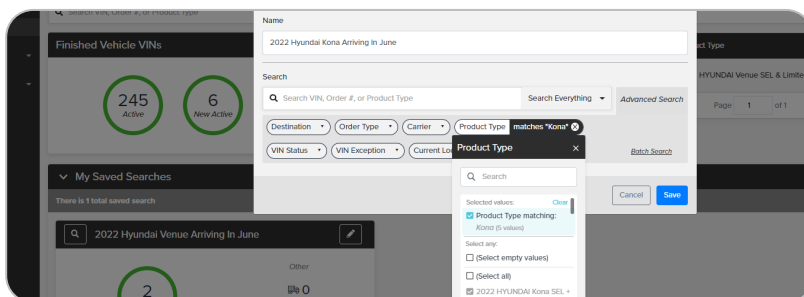 Search VIN, Order #, or Product Type
Name
2022 Hyundai Kona Arriving In June
Finished Vehicle VINs
ct Type
Search
HYUNDAI Venue SEL & Limite
Search VIN, Order #, or Product Type
Search Everything
Advanced Search
245
Active
6
New Active
Page 1 of 1
Destination
Order Type
Carrier
Product Type matches "Kona"
VIN Status
VIN Exception
Current Lo
Batch Search
Product Type
My Saved Searches
Search
Cancel
Save
There is 1 total saved search
Selected values:
Clear
Product Type matching:
Kona (5 values)
2022 Hyundai Venue Arriving In June
Select any:
(Select empty values)
Other
(Select all)
2
0
2022 HYUNDAI Kona SEL +